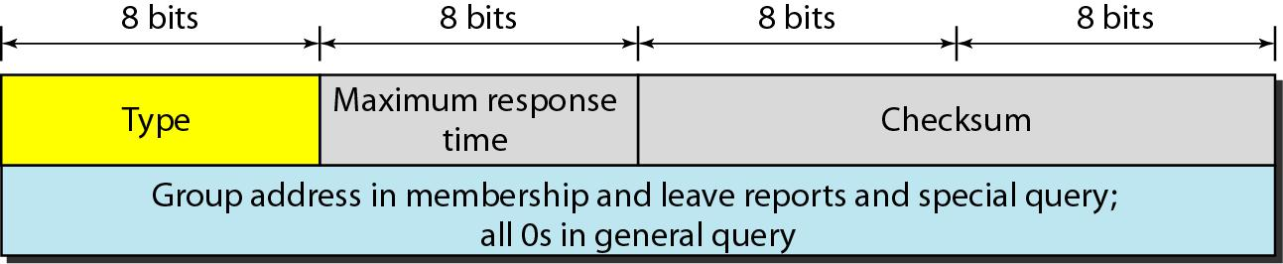 8 bits 8 bits 8 bits 8 bits
Type
Maximum response
time
Checksum
Group address in membership and leave reports and special query;
all 0s in general query